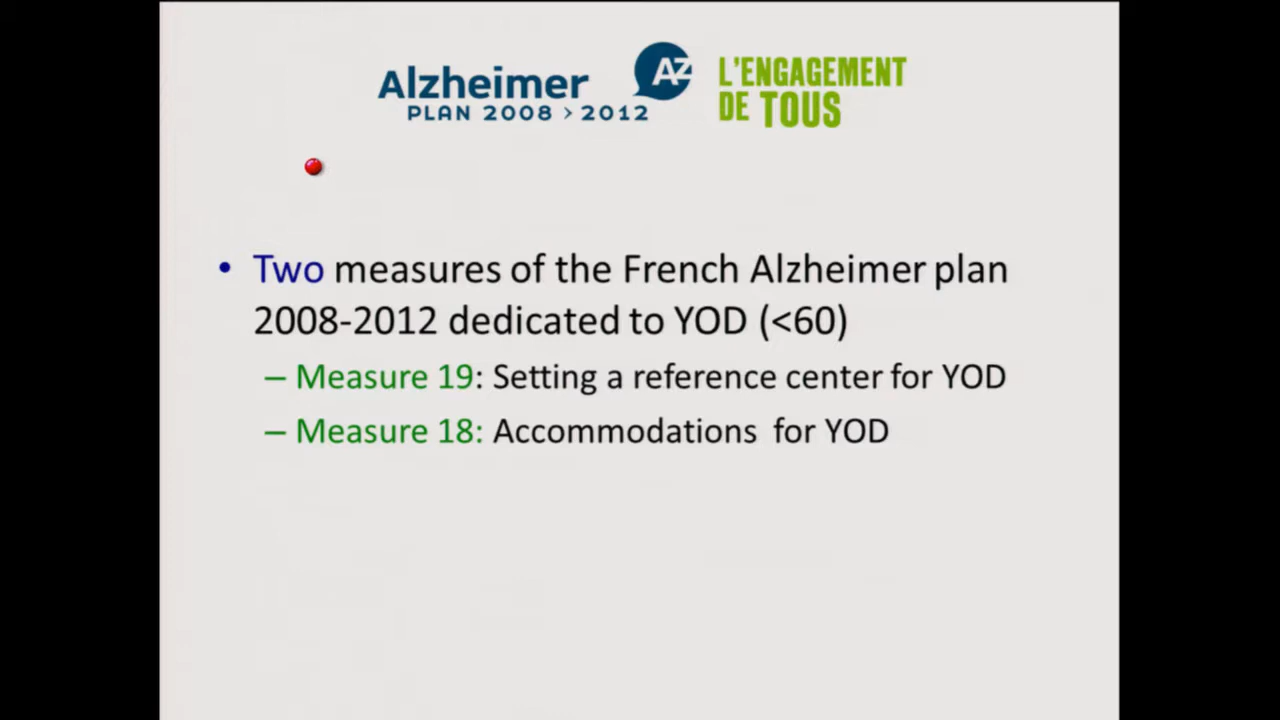 Alzheimer
PLAN 2008 > 2012
AZ
L'ENGAGEMENT
DE TOUS
• Two measures of the French Alzheimer plan
2008-2012 dedicated to YOD (<60)
– Measure 19: Setting a reference center for YOD
– Measure 18: Accommodations for YOD